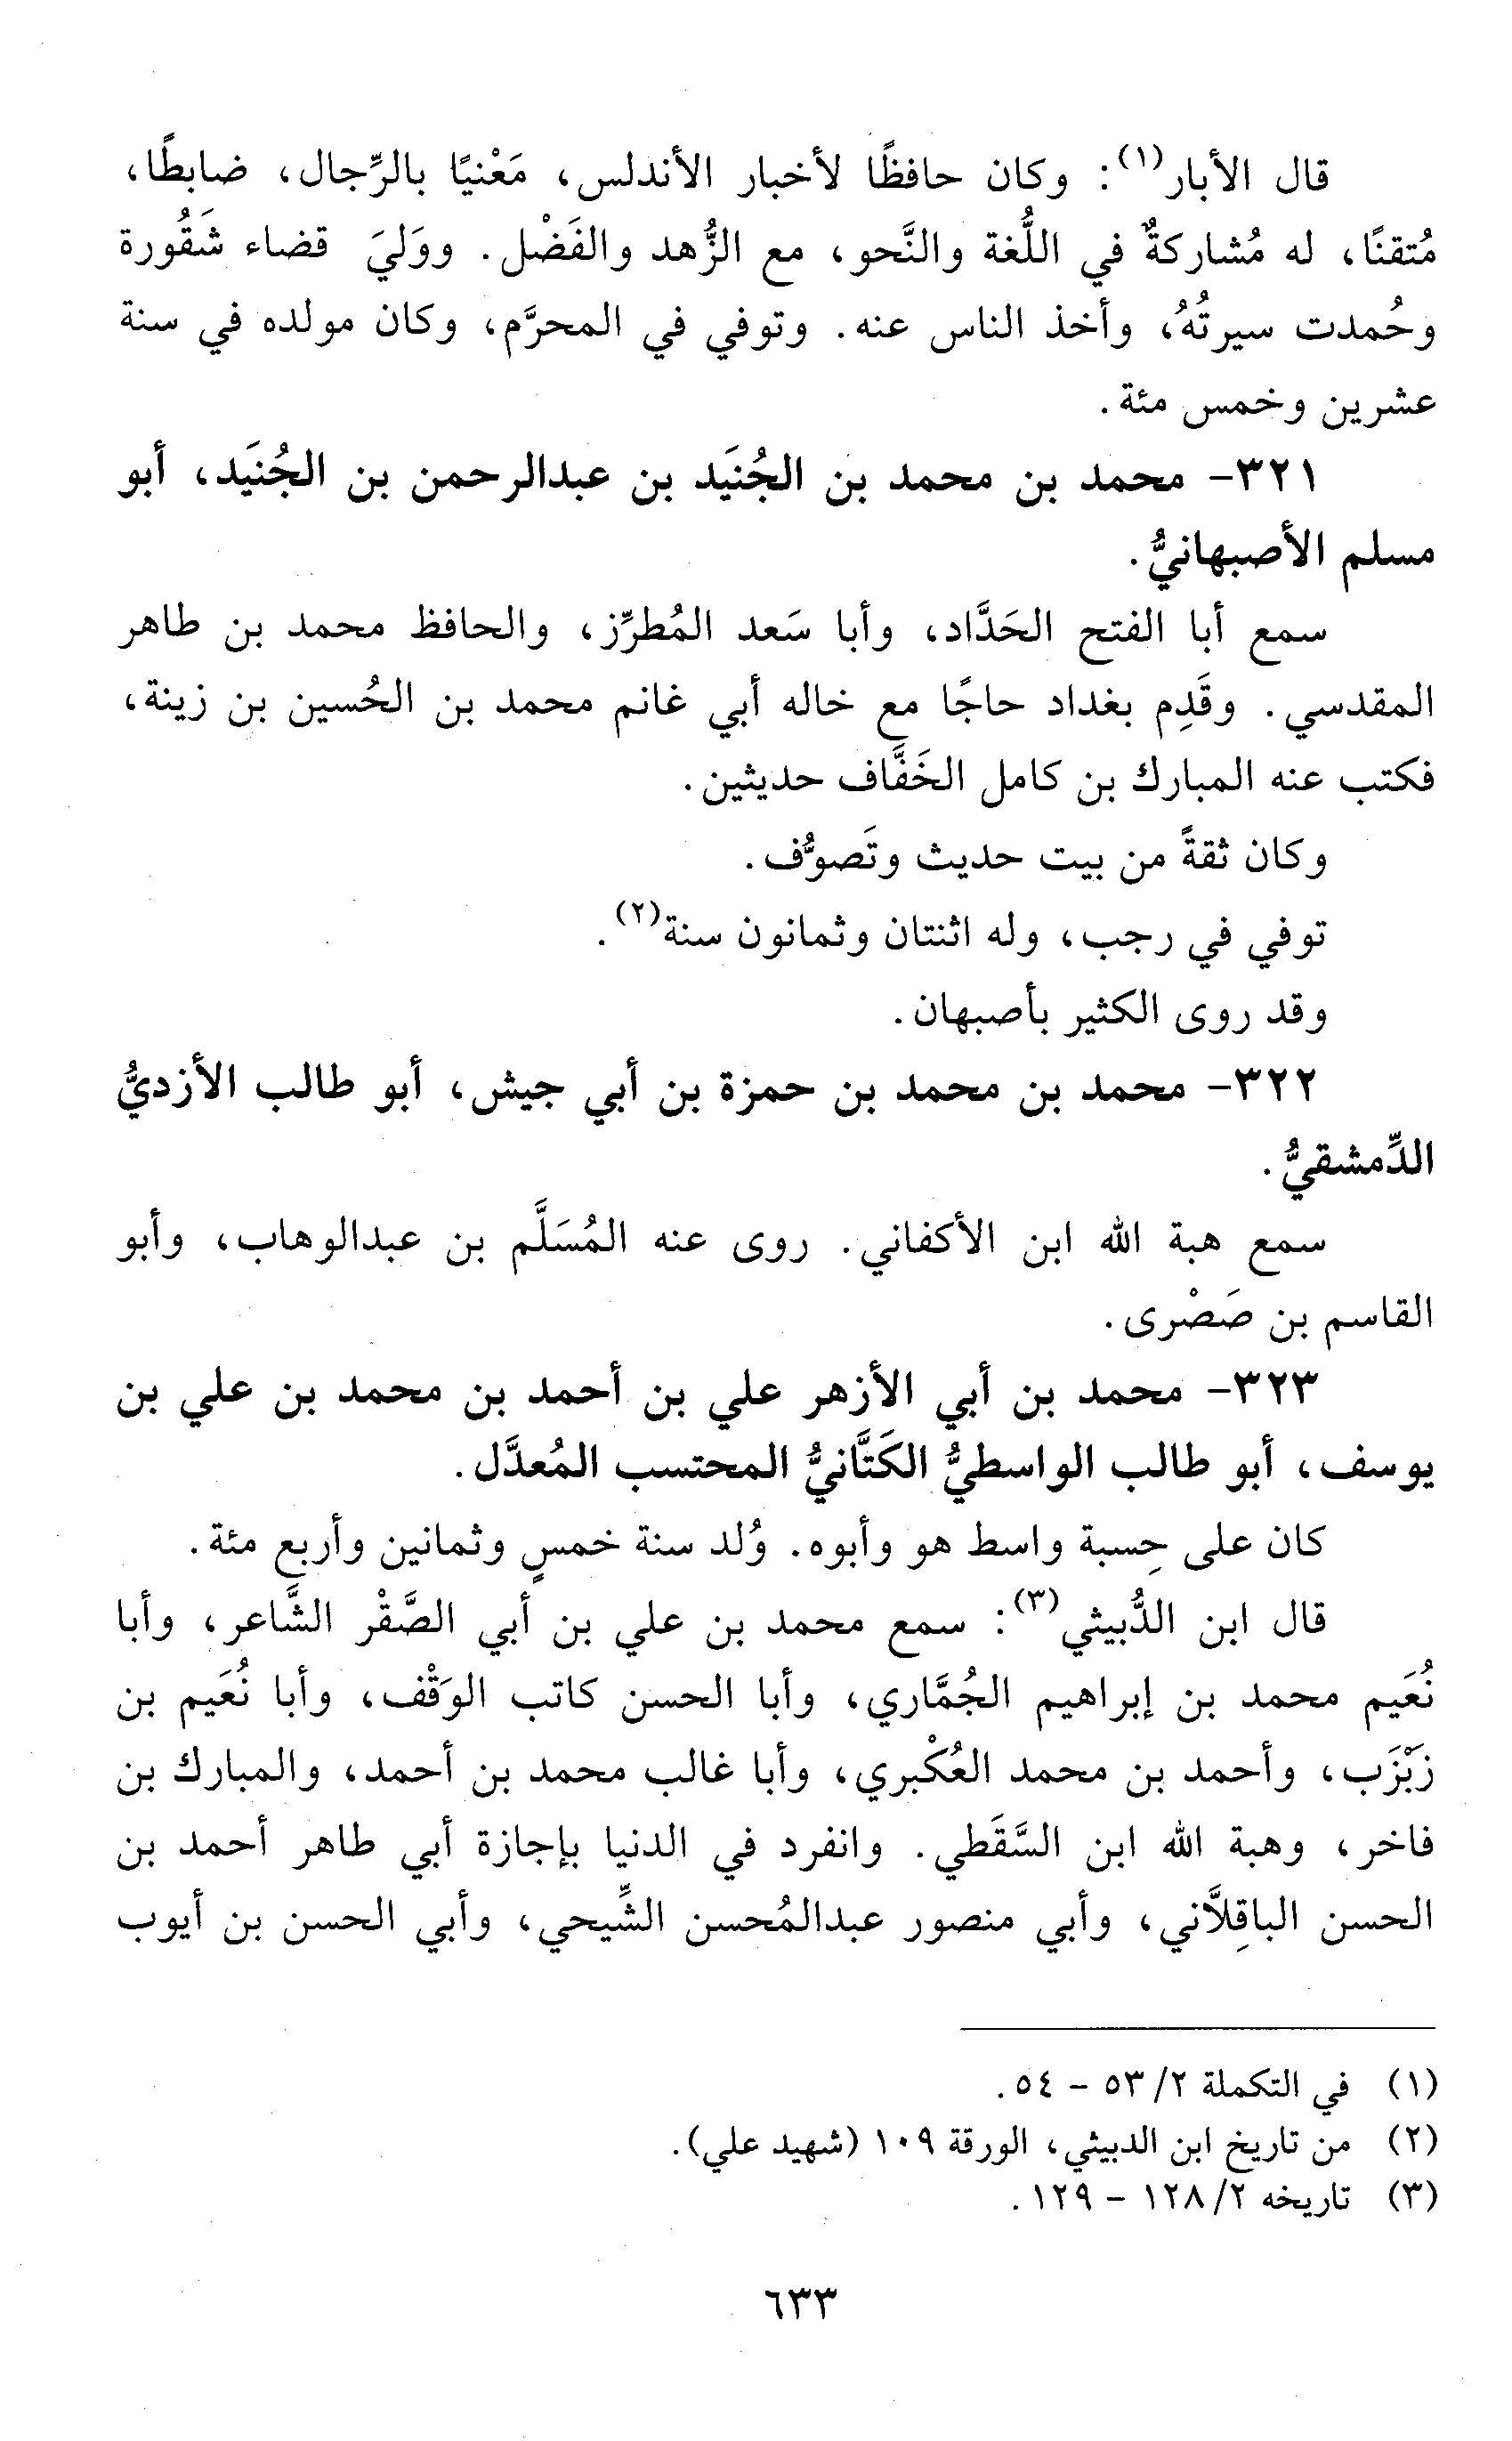 قال الأبار(١): وكان حافظًا لأخبار الأندلس، مَعْنيًا بالرِّجال، ضابطًا،
مُتقنًا، له مُشاركةٌ في اللُّغة والنَّحو، مع الزُّهد والفَضْل. ووَليَ قضاء شَقُورة
وحُمدت سيرتُهُ، وأخذ الناس عنه. وتوفي في المحرَّم، وكان مولده في سنة
عشرين وخمس مئة.
٣٢١- محمد بن محمد بن الجُنَيد بن عبدالرحمن بن الجُنَيد، أبو
مسلم الأصبهانيُّ.
سمع أبا الفتح الحَدَّاد، وأبا سَعد المُطرِّز، والحافظ محمد بن طاهر
المقدسي. وقَدِم بغداد حاجًا مع خاله أبي غانم محمد بن الحُسين بن زينة،
فكتب عنه المبارك بن كامل الخَفَّاف حديثين.
وكان ثقةً من بيت حديث وتَصوُّف.
توفي في رجب، وله اثنتان وثمانون سنة(٢).
وقد روى الكثير بأصبهان.
٣٢٢- محمد بن محمد بن حمزة بن أبي جيش، أبو طالب الأزديُّ
الدِّمشقيُّ.
سمع هبة الله ابن الأكفاني. روى عنه المُسَلَّم بن عبدالوهاب، وأبو
القاسم بن صَصْرى.
٣٢٣- محمد بن أبي الأزهر علي بن أحمد بن محمد بن علي بن
يوسف، أبو طالب الواسطيُّ الكَتَّانيُّ المحتسب المُعدَّل.
كان على حِسبة واسط هو وأبوه. وُلد سنة خمسٍ وثمانين وأربع مئة.
قال ابن الدُّبيثي(٣): سمع محمد بن علي بن أبي الصَّقْر الشَّاعر، وأبا
نُعَيم محمد بن إبراهيم الجُمَّاري، وأبا الحسن كاتب الوَقْف، وأبا نُعَيم بن
زَبْزَب، وأحمد بن محمد العُكْبري، وأبا غالب محمد بن أحمد، والمبارك بن
فاخر، وهبة الله ابن السَّقَطي. وانفرد في الدنيا بإجازة أبي طاهر أحمد بن
الحسن الباقِلاَّني، وأبي منصور عبدالمُحسن الشِّيحي، وأبي الحسن بن أيوب
(١) في التكملة ٢/ ٥٣ - ٥٤.
(٢) من تاريخ ابن الدبيثي، الورقة ١٠٩ (شهيد علي).
(٣) تاريخه ٢/ ١٢٨ - ١٢٩.
٦٣٣